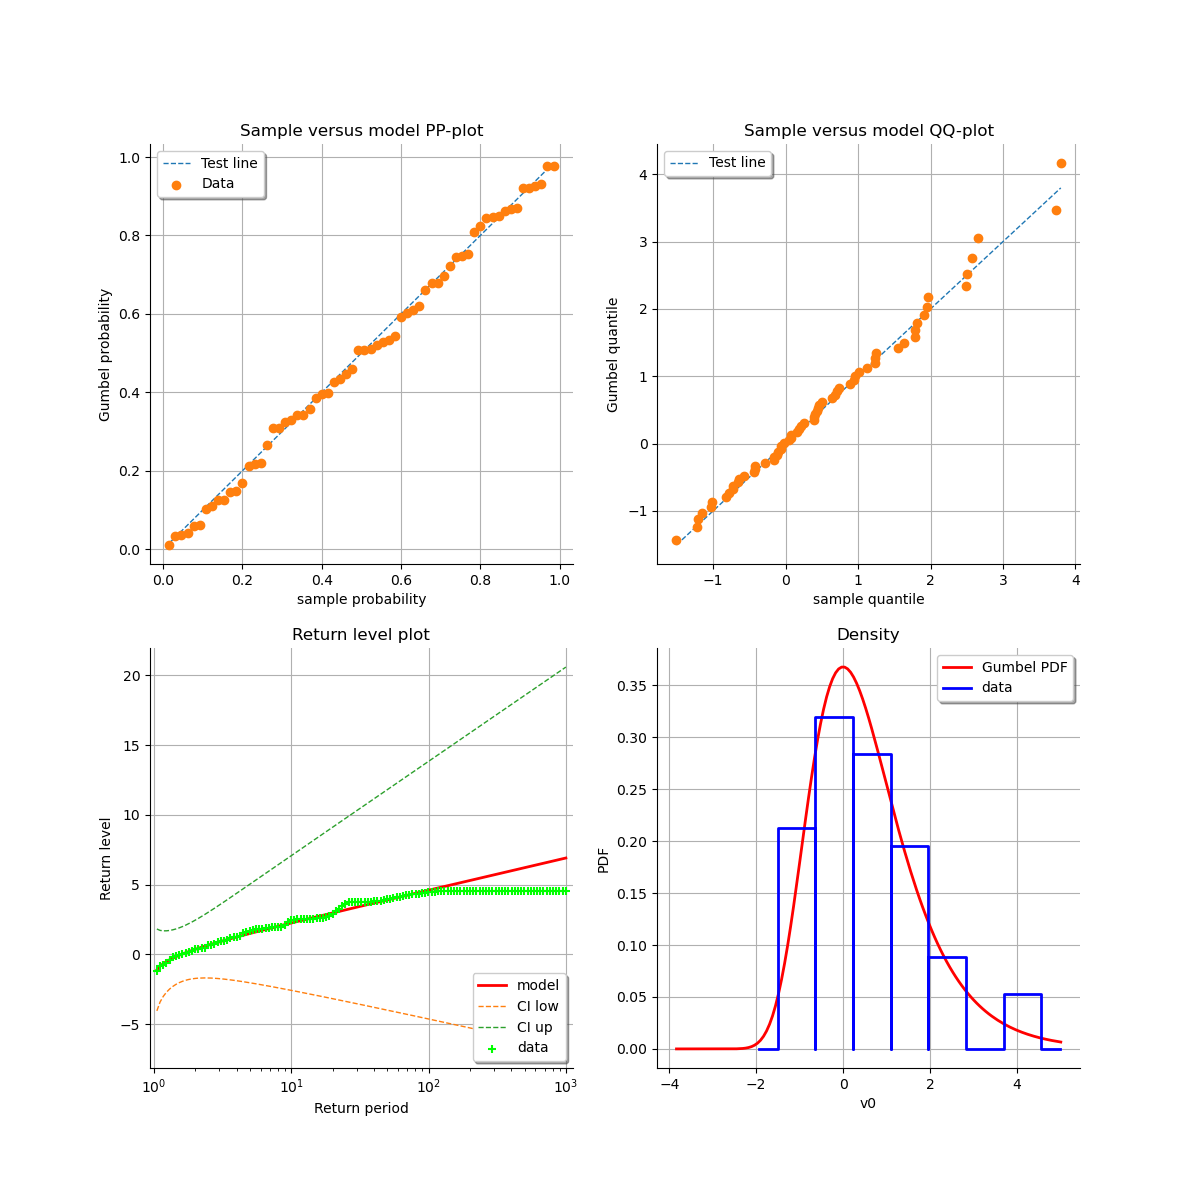 Sample versus model PP-plot
Test line
Data
1.0
0.8
0.6
0.4
0.2
0.0
Gumbel probability
0.0 0.2 0.4 0.6 0.8 1.0
sample probability
Sample versus model QQ-plot
Test line
4
3
2
1
0
−1
Gumbel quantile
−1 0 1 2 3 4
sample quantile
Return level plot
20
15
10
5
0
−5
Return level
model
CI low
CI up
data
10⁰ 10¹ 10² 10³
Return period
Density
Gumbel PDF
data
0.35
0.30
0.25
0.20
0.15
0.10
0.05
0.00
PDF
−4 −2 0 2 4
v0